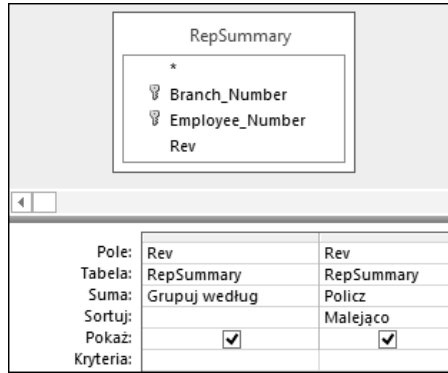 RepSummary
*
Branch_Number
Employee_Number
Rev
Pole: Rev Rev
Tabela: RepSummary RepSummary
Suma: Grupuj według Policz
Sortuj: Malejąco
Pokaż:
Kryteria: